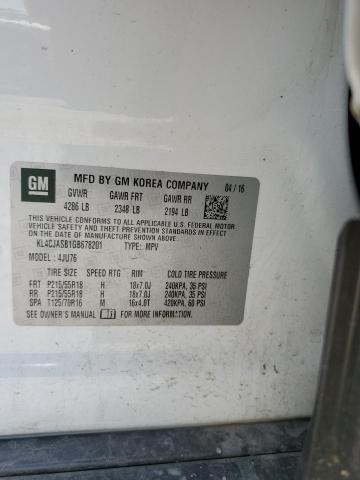 GM
MFD BY GM KOREA COMPANY 04 / 16
GVWR GAWR FRT GAWR RR
4286 LB 2348 LB 2194 LB
THIS VEHICLE CONFORMS TO ALL APPLICABLE U.S. FEDERAL MOTOR
VEHICLE SAFETY, BUMPER, AND THEFT PREVENTION STANDARDS IN EFFECT
ON THE DATE OF MANUFACTURE SHOWN ABOVE.
KL4CJASB1GB678201 TYPE: MPV
MODEL: 4JU76
TIRE SIZE SPEED RTG RIM COLD TIRE PRESSURE
FRT P215/55R18 H 18x7.0J 240KPA, 35 PSI
RR P215/55R18 H 18x7.0J 240KPA, 35 PSI
SPA T125/70R16 M 16x4.0T 420KPA, 60 PSI
SEE OWNER'S MANUAL